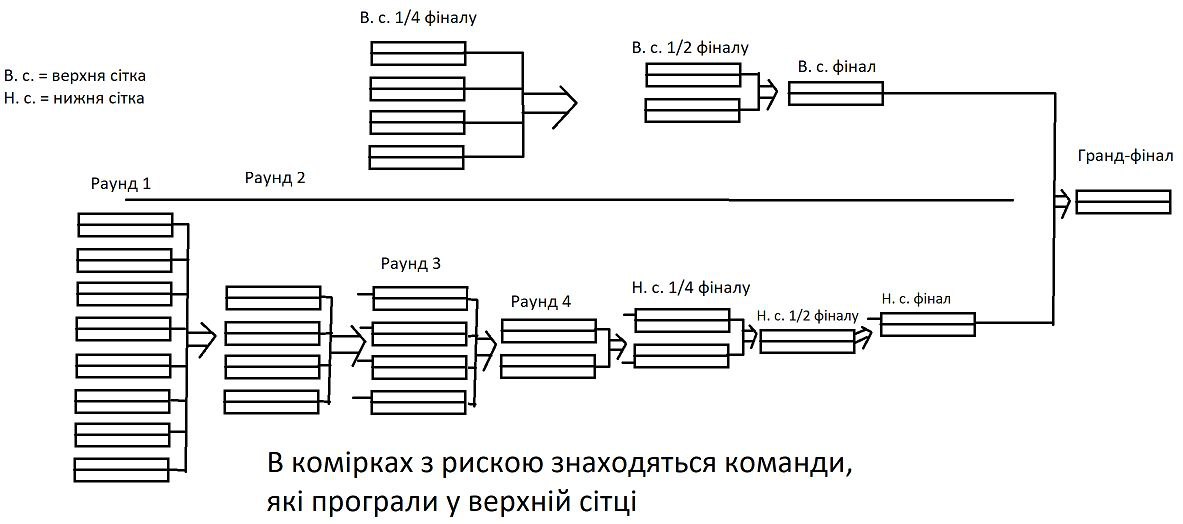 В. с. 1/4 фіналу
В. с. 1/2 фіналу
В. с. фінал
В. с. = верхня сітка
Н. с. = нижня сітка
Гранд-фінал
Раунд 1
Раунд 2
Раунд 3
Раунд 4
Н. с. 1/4 фіналу
Н. с. 1/2 фіналу
Н. с. фінал
В комірках з рискою знаходяться команди,
які програли у верхній сітці